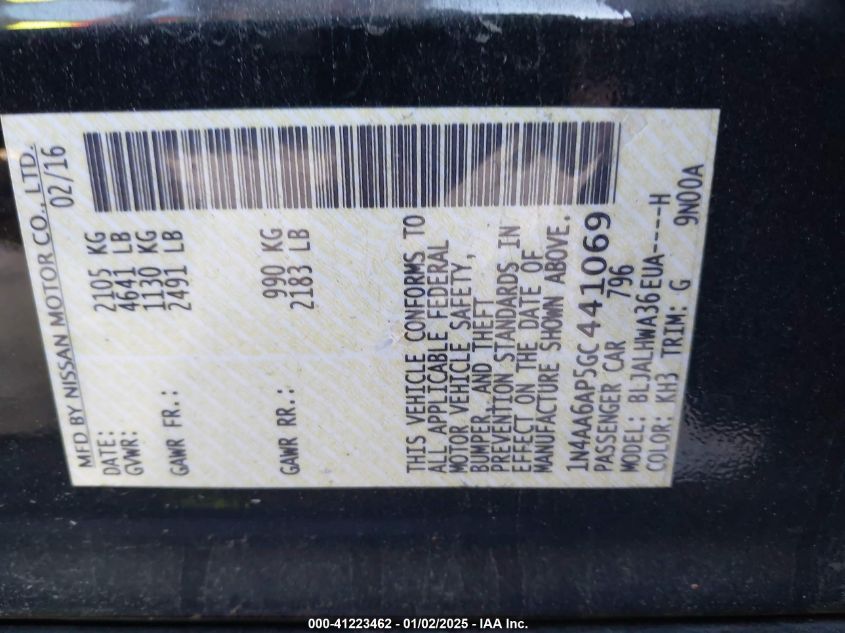 MFD BY NISSAN MOTOR CO., LTD.
DATE: 02/16
GVWR: 2105 KG
4641 LB
GAWR FR.: 1130 KG
2491 LB
GAWR RR.: 990 KG
2183 LB
THIS VEHICLE CONFORMS TO
ALL APPLICABLE FEDERAL
MOTOR VEHICLE SAFETY,
BUMPER, AND THEFT
PREVENTION STANDARDS IN
EFFECT ON THE DATE OF
MANUFACTURE SHOWN ABOVE.
1N4AA6AP5GC441069
PASSENGER CAR 796
MODEL: BLJALHWA36EUA----H
COLOR: KH3 TRIM: G 9N00A
000-41223462 - 01/02/2025 - IAA Inc.